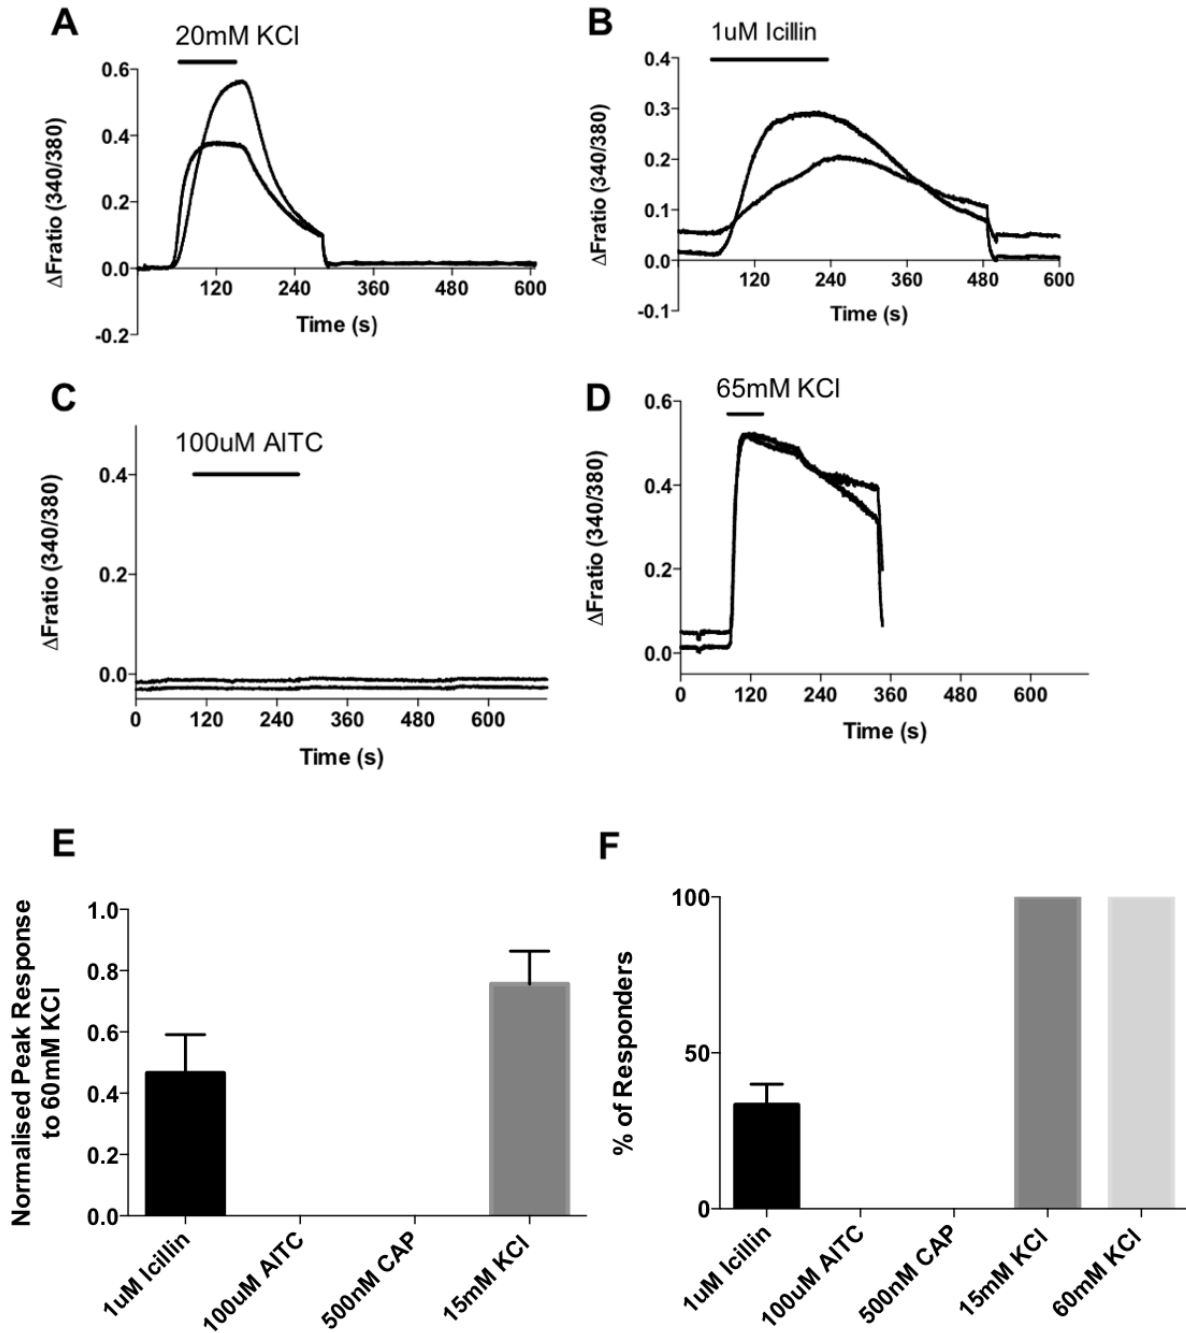 A
20mM KCl
0.6
0.4
0.2
0.0
-0.2
ΔFratio (340/380)
120 240 360 480 600
Time (s)
B
1uM Icillin
0.4
0.3
0.2
0.1
0.0
-0.1
ΔFratio (340/380)
120 240 360 480 600
Time (s)
C
100uM AITC
0.4
0.2
0.0
ΔFratio (340/380)
0 120 240 360 480 600
Time (s)
D
65mM KCl
0.6
0.4
0.2
0.0
ΔFratio (340/380)
0 120 240 360 480 600
Time (s)
E
Normalised Peak Response
to 60mM KCl
1.0
0.8
0.6
0.4
0.2
0.0
1uM Icillin
100uM AITC
500nM CAP
15mM KCl
F
% of Responders
100
50
0
1uM Icillin
100uM AITC
500nM CAP
15mM KCl
60mM KCl